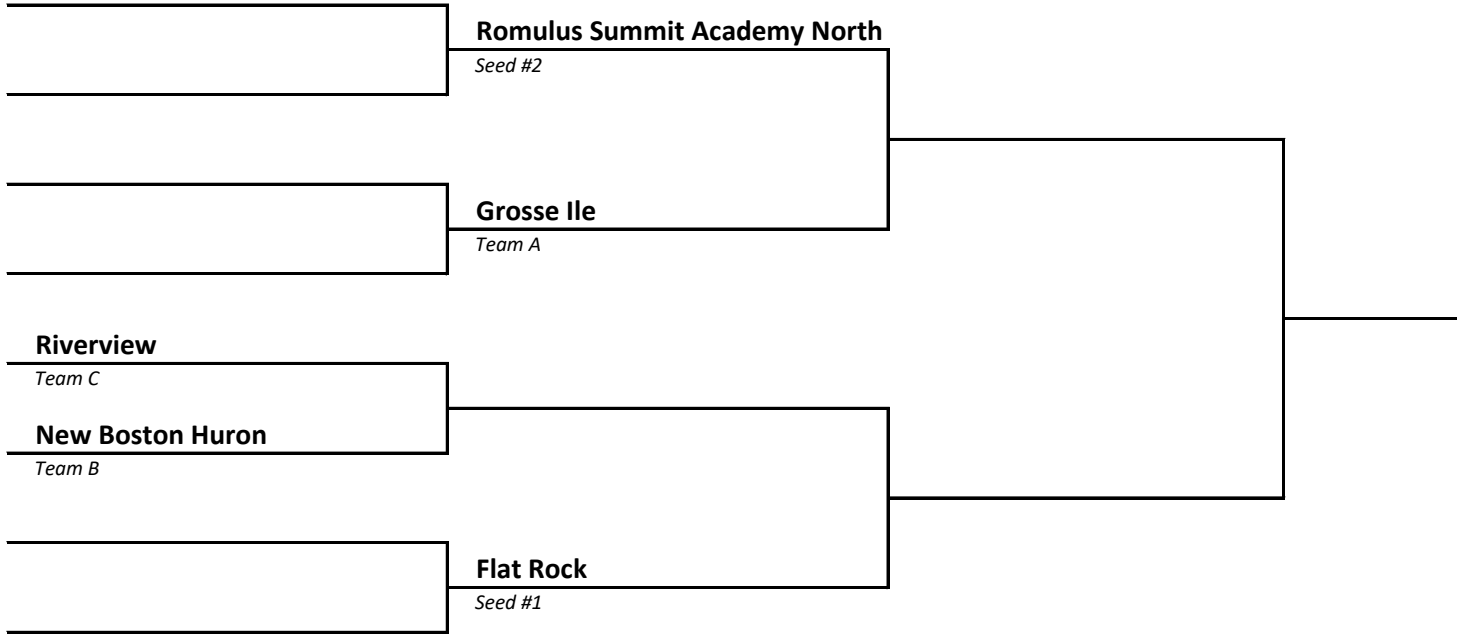 Romulus Summit Academy North
Seed #2
Grosse Ile
Team A
Riverview
Team C
New Boston Huron
Team B
Flat Rock
Seed #1